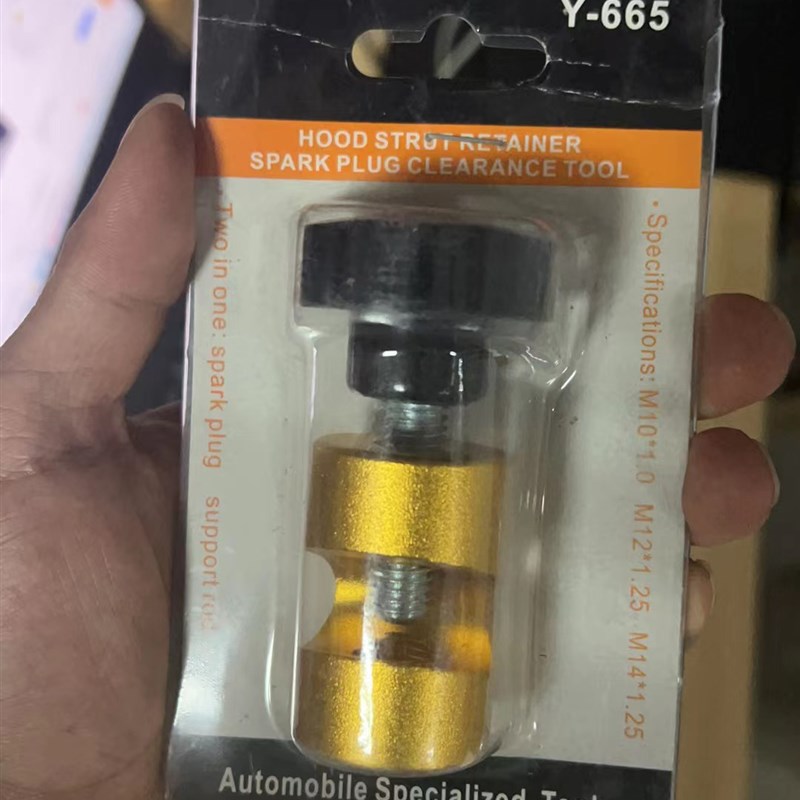 Y-665
HOOD STRUT RETAINER
SPARK PLUG CLEARANCE TOOL
· Two in one: spark plug support rod
· Specifications: M10*1.0 M12*1.25 M14*1.25
Automobile Specialized